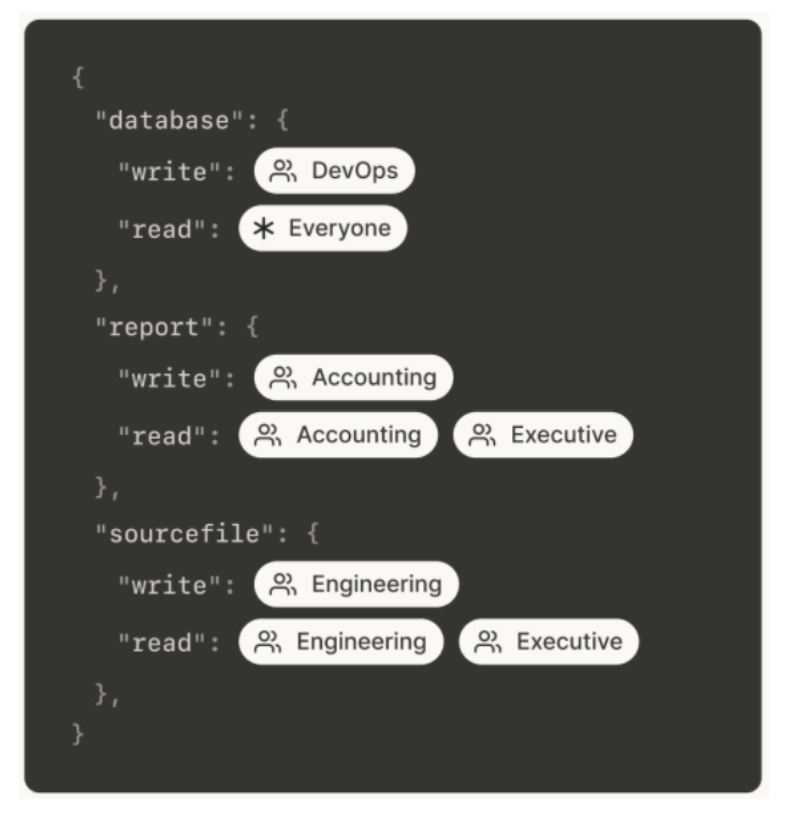 {
"database": {
"write": DevOps
"read": * Everyone
},
"report": {
"write": Accounting
"read": Accounting Executive
},
"sourcefile": {
"write": Engineering
"read": Engineering Executive
},
}